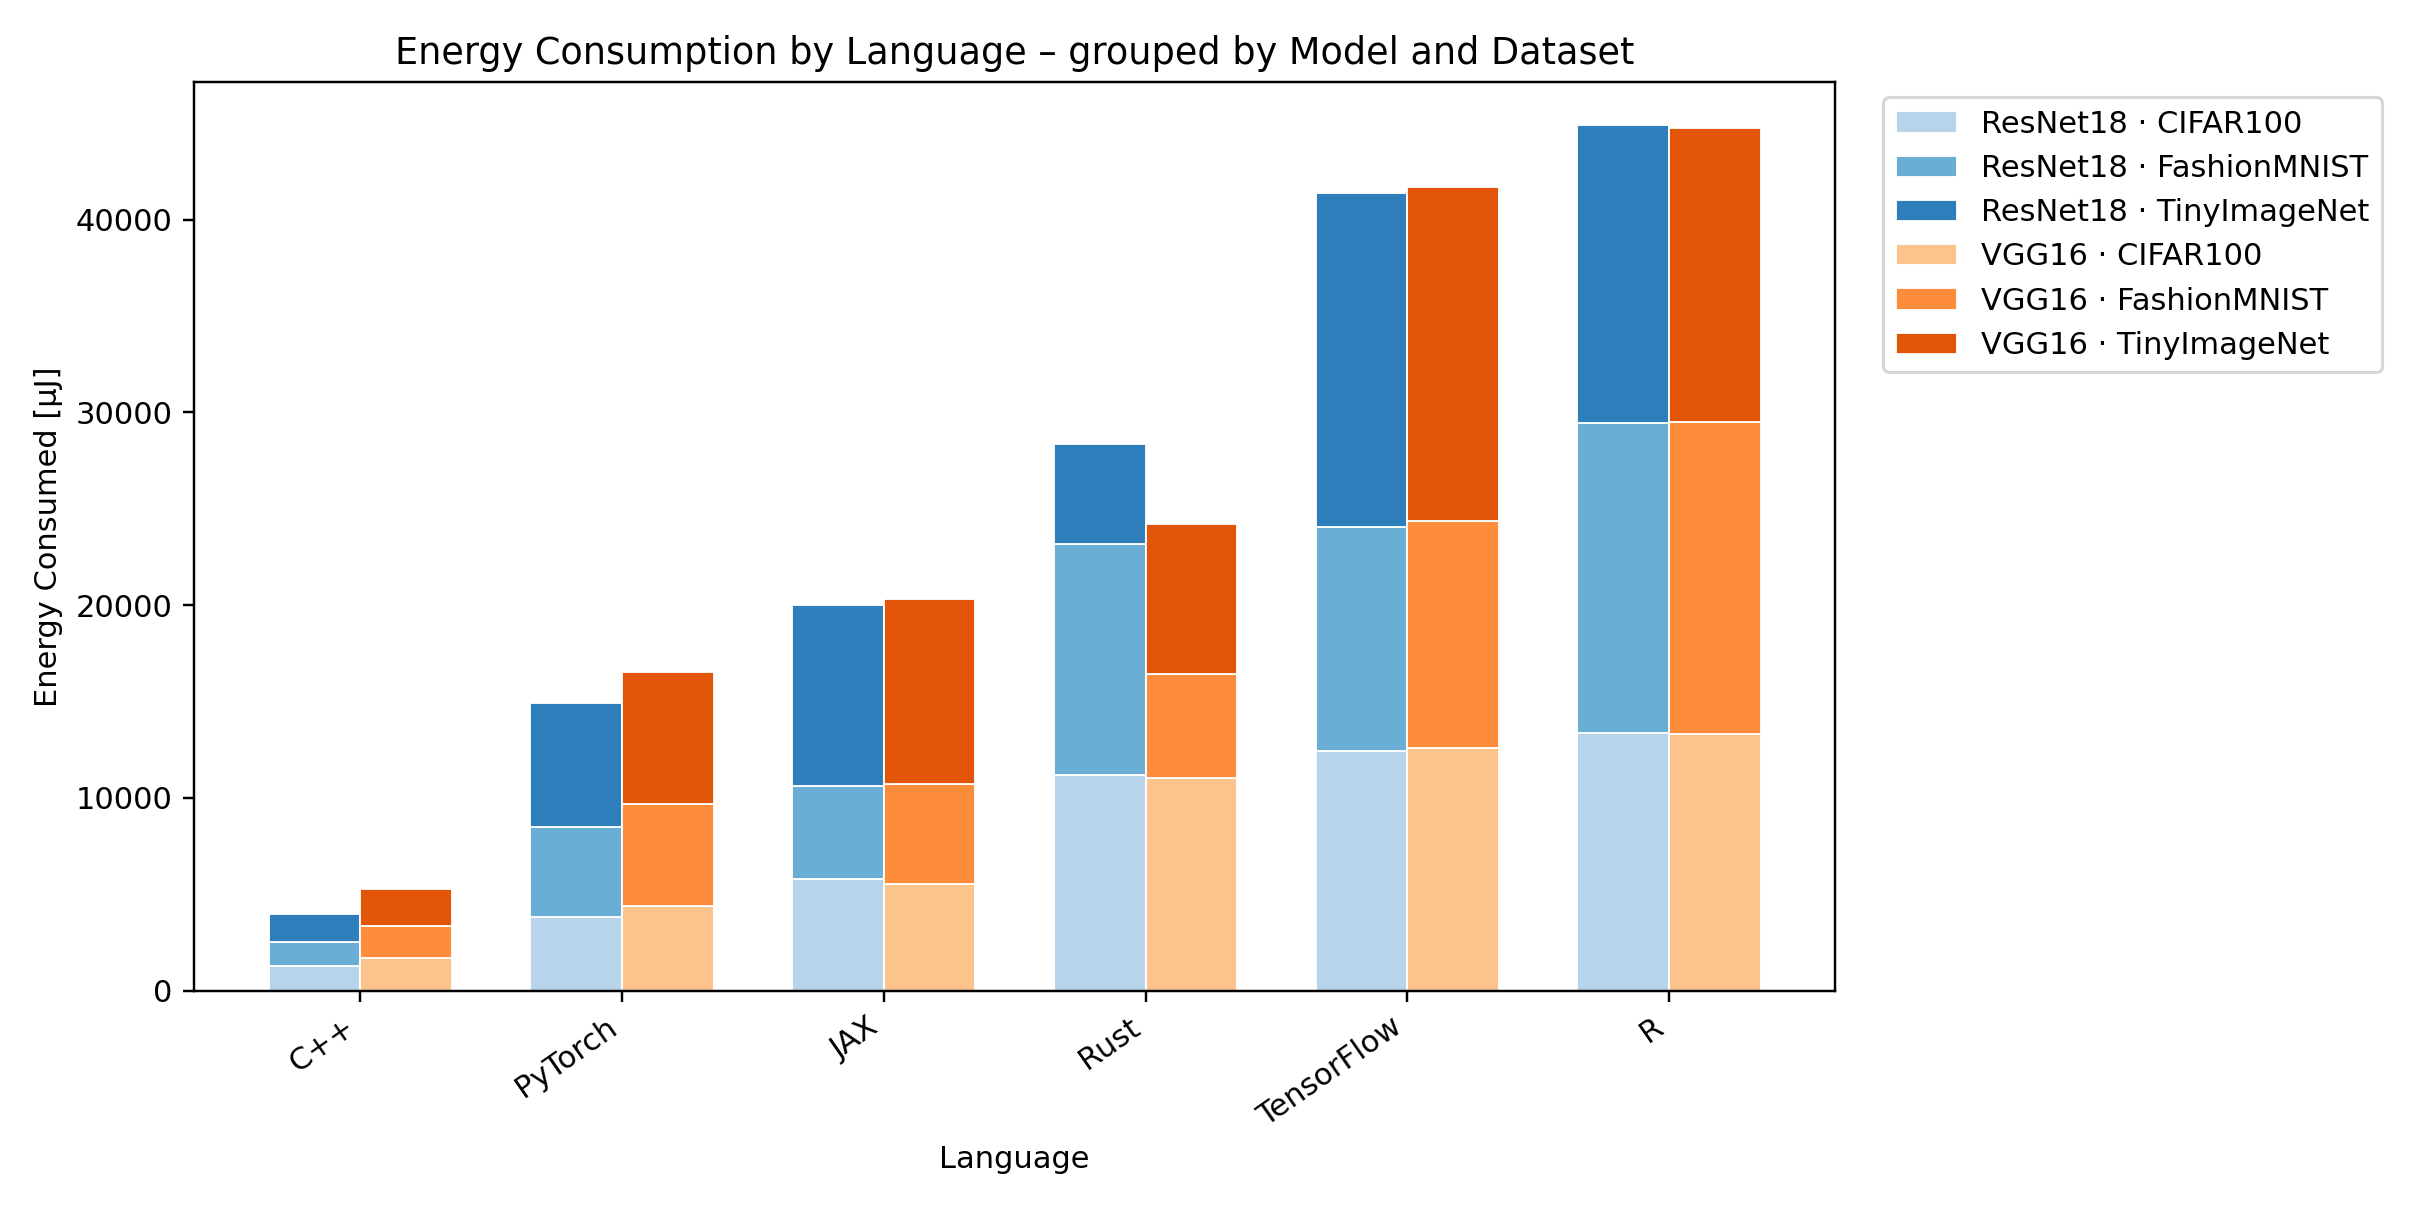 Energy Consumption by Language – grouped by Model and Dataset
Energy Consumed [µJ]
40000
30000
20000
10000
0
C++
PyTorch
JAX
Rust
TensorFlow
R
Language
ResNet18 · CIFAR100
ResNet18 · FashionMNIST
ResNet18 · TinyImageNet
VGG16 · CIFAR100
VGG16 · FashionMNIST
VGG16 · TinyImageNet